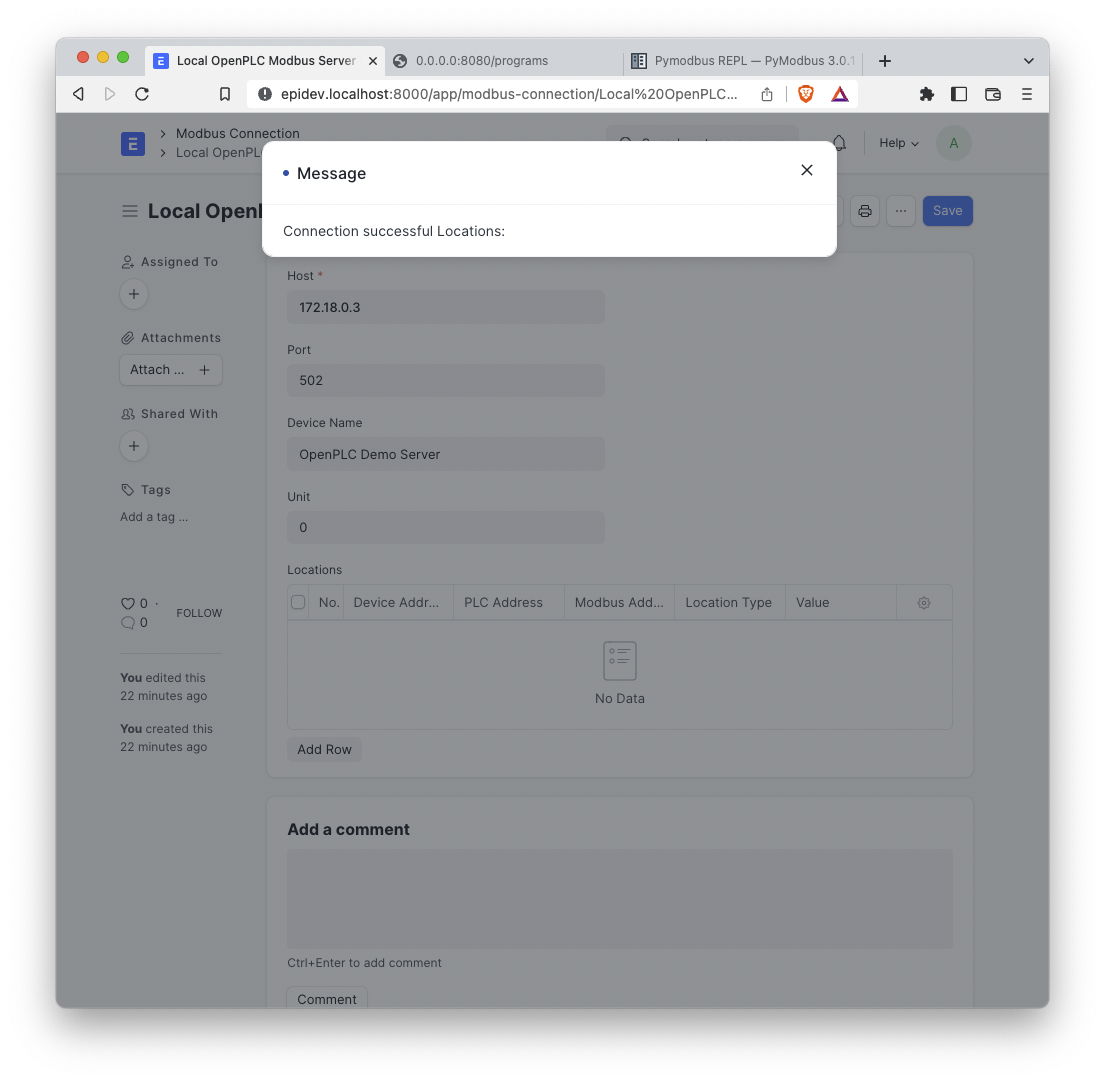 Local OpenPLC Modbus Server
0.0.0.0:8080/programs
Pymodbus REPL — PyModbus 3.0.1
epidev.localhost:8000/app/modbus-connection/Local%20OpenPLC...
E
Modbus Connection
Local OpenPL
Help
A
Message
Connection successful Locations:
Local Open
Save
Assigned To
Attachments
Attach ...
Shared With
Tags
Add a tag ...
0 ·
FOLLOW
0
You edited this
22 minutes ago
You created this
22 minutes ago
Host *
172.18.0.3
Port
502
Device Name
OpenPLC Demo Server
Unit
0
Locations
No. Device Addr... PLC Address Modbus Add... Location Type Value
No Data
Add Row
Add a comment
Ctrl+Enter to add comment
Comment